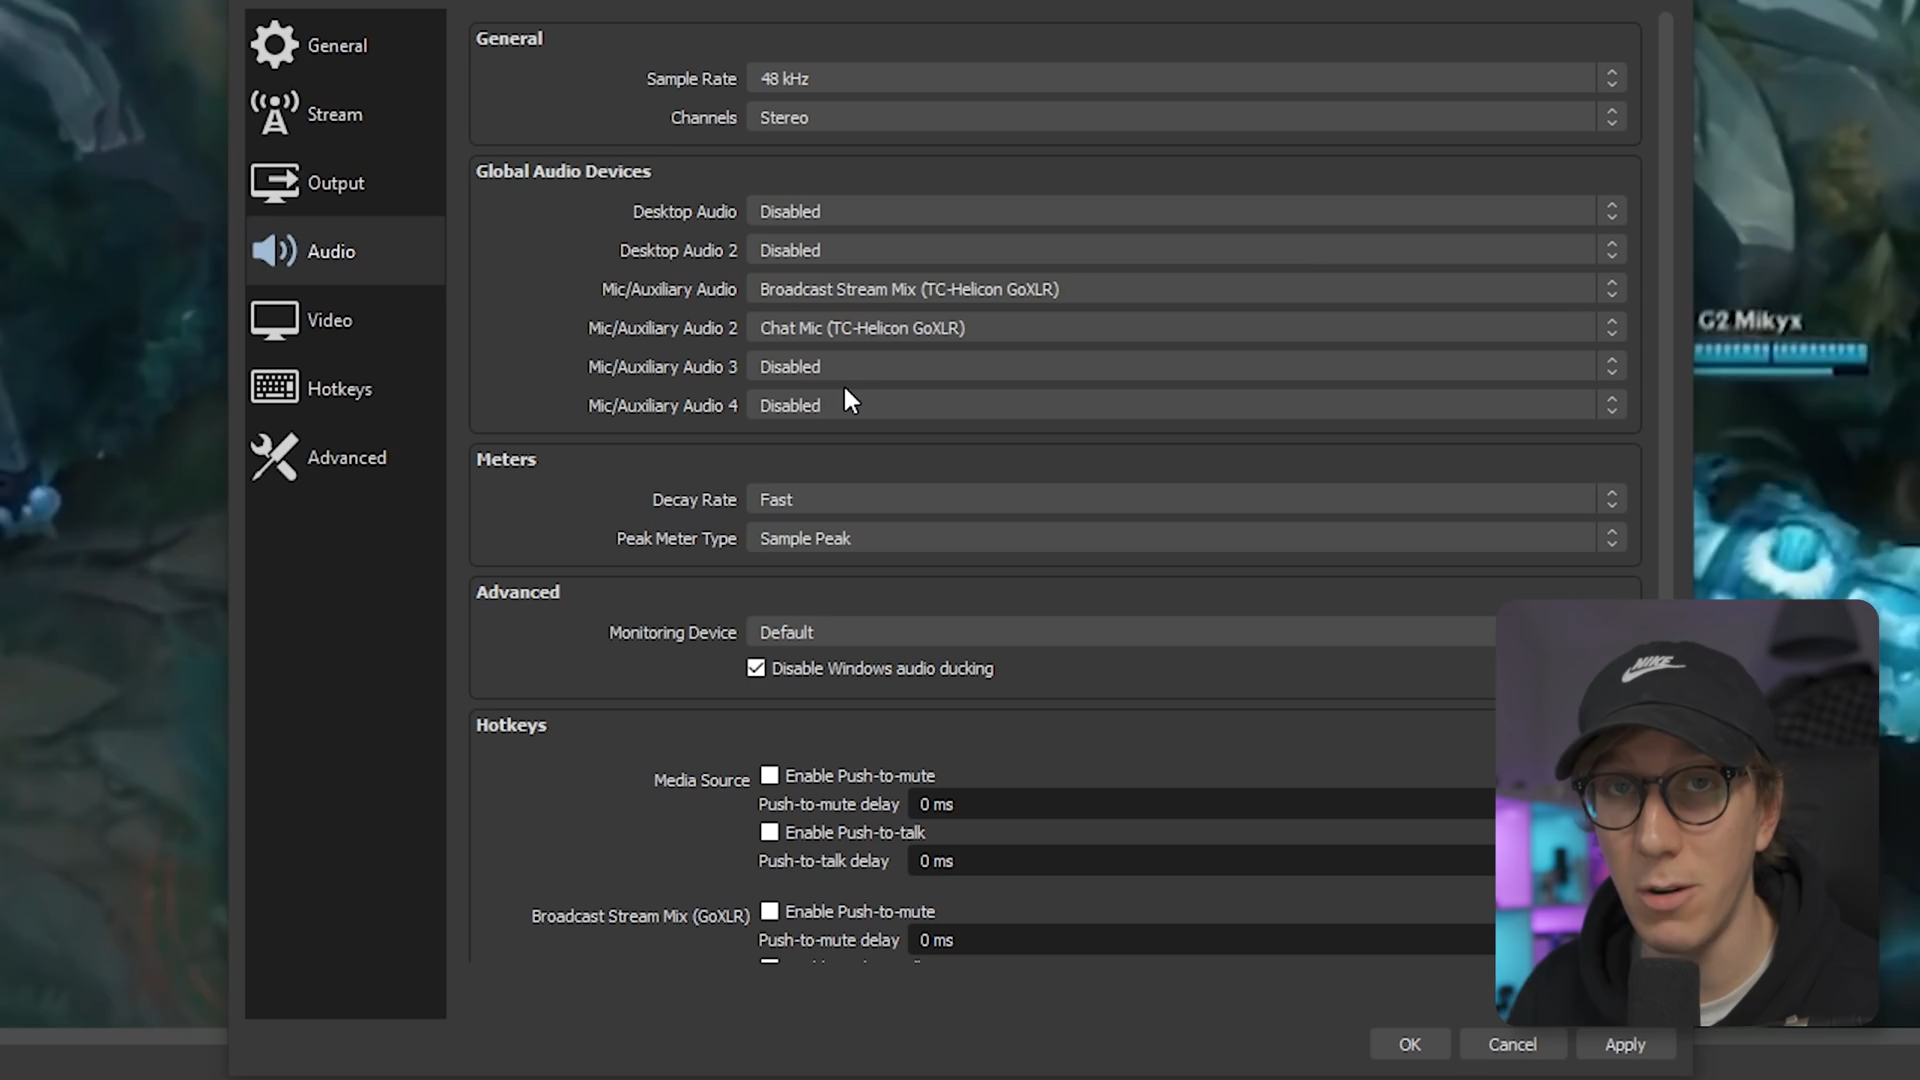 General
Stream
Output
Audio
Video
Hotkeys
Advanced
General
Sample Rate 48 kHz
Channels Stereo
Global Audio Devices
Desktop Audio Disabled
Desktop Audio 2 Disabled
Mic/Auxiliary Audio Broadcast Stream Mix (TC-Helicon GoXLR)
Mic/Auxiliary Audio 2 Chat Mic (TC-Helicon GoXLR)
Mic/Auxiliary Audio 3 Disabled
Mic/Auxiliary Audio 4 Disabled
Meters
Decay Rate Fast
Peak Meter Type Sample Peak
Advanced
Monitoring Device Default
Disable Windows audio ducking
Hotkeys
Media Source Enable Push-to-mute
Push-to-mute delay 0 ms
Enable Push-to-talk
Push-to-talk delay 0 ms
Broadcast Stream Mix (GoXLR) Enable Push-to-mute
Push-to-mute delay 0 ms
OK Cancel Apply
G2 Mikyx
NIKE